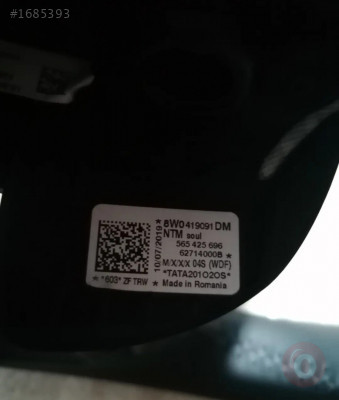 #1685393
8W0419091DM
NTM soul
565 425 696
62714000B
M/X/X/X 04S (WDF)
*TATA201O2OS*
*603* ZF TRW
Made in Romania
10/07/2019